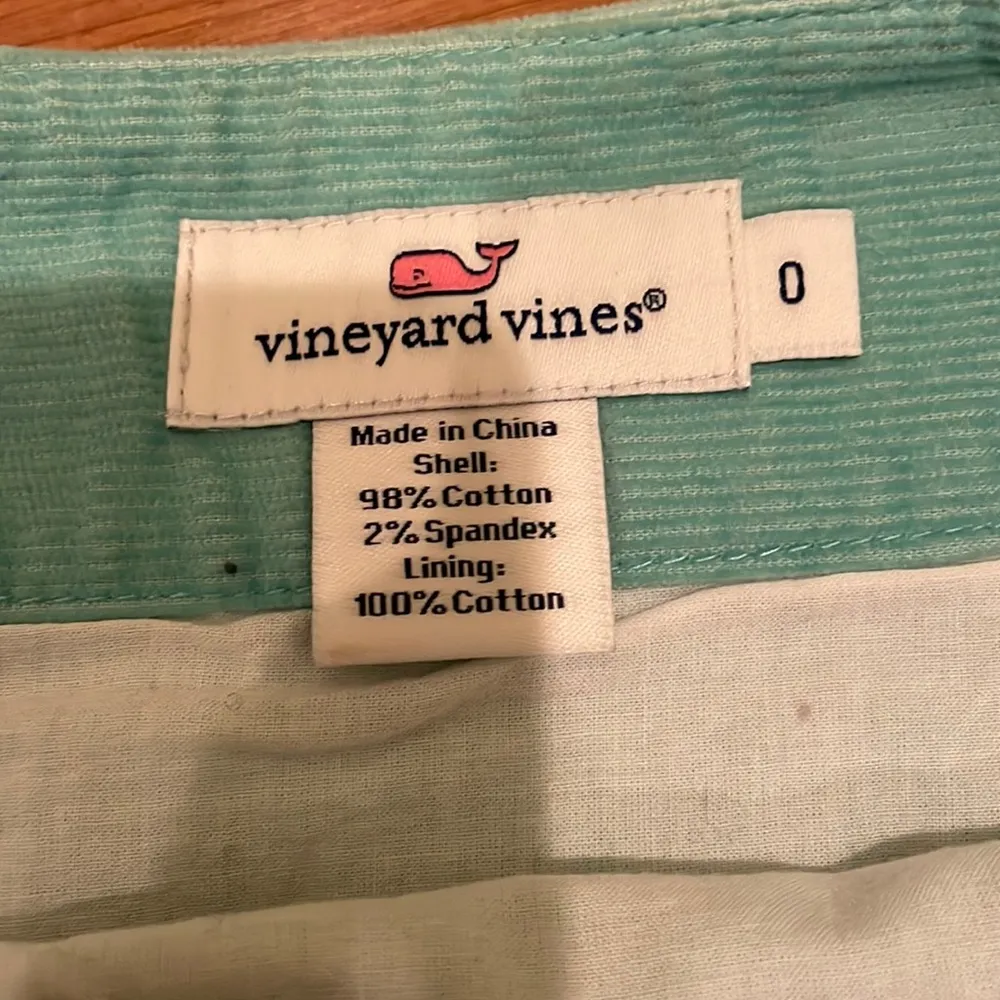 vineyard vines®
0
Made in China
Shell:
98% Cotton
2% Spandex
Lining:
100% Cotton